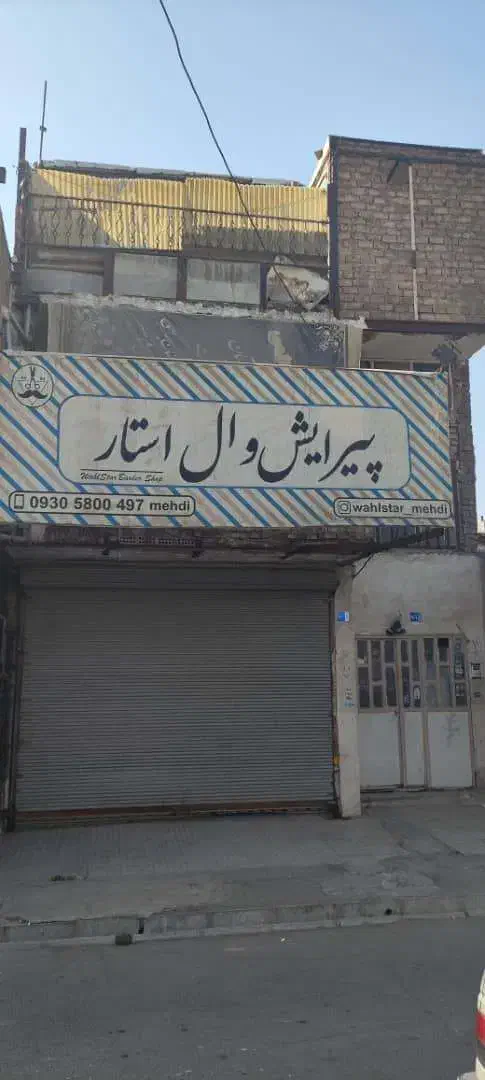 پیرایش وال استار
WahlStar Barber Shop
0930 5800 497 mehdi
wahlstar_mehdi